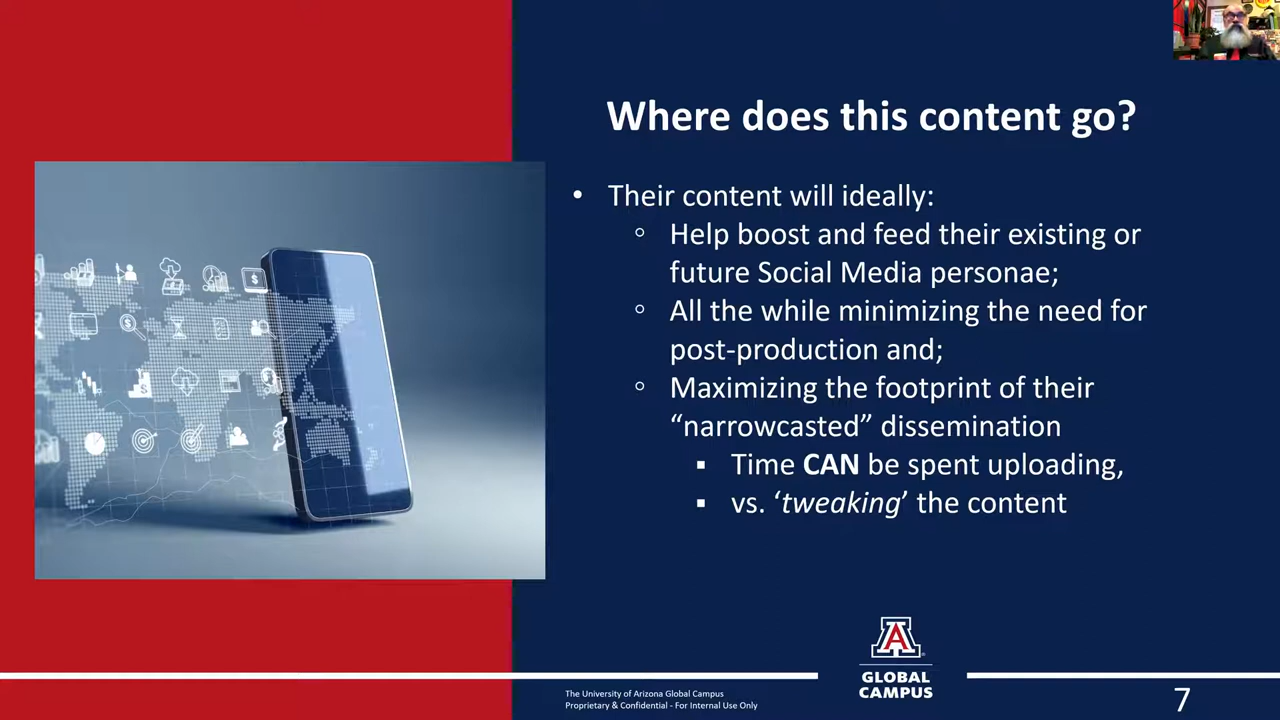 Where does this content go?
• Their content will ideally:
◦ Help boost and feed their existing or
future Social Media personae;
◦ All the while minimizing the need for
post-production and;
◦ Maximizing the footprint of their
“narrowcasted” dissemination
▪ Time CAN be spent uploading,
▪ vs. ‘tweaking’ the content
A
GLOBAL
CAMPUS
The University of Arizona Global Campus
Proprietary & Confidential - For Internal Use Only
7